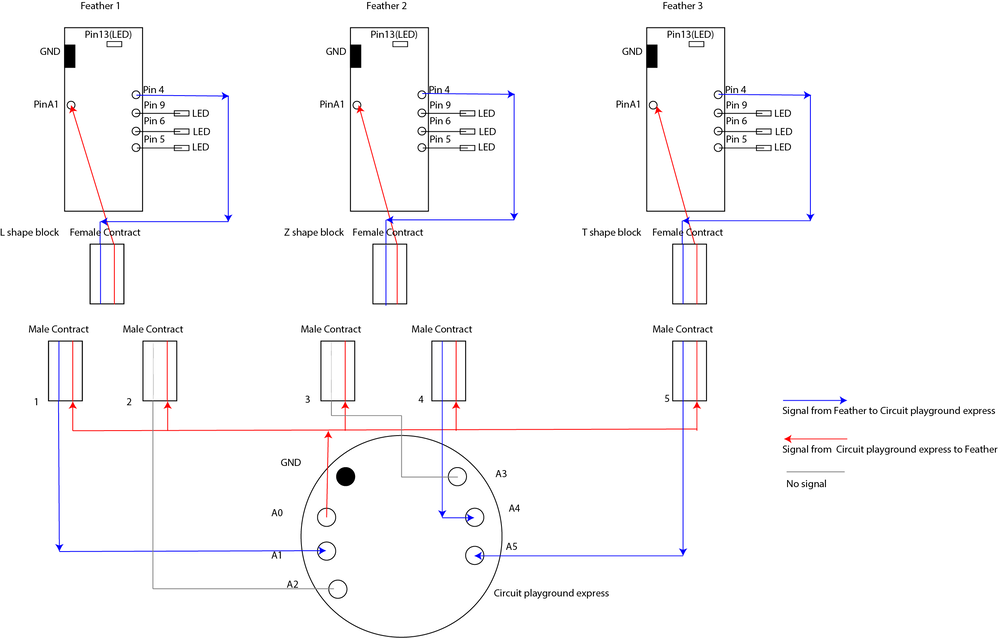 Feather 1
Feather 2
Feather 3
Pin13(LED)
Pin13(LED)
Pin13(LED)
GND
GND
GND
Pin 4
Pin 4
Pin 4
PinA1
PinA1
PinA1
Pin 9
Pin 9
Pin 9
LED
LED
LED
Pin 6
Pin 6
Pin 6
LED
LED
LED
Pin 5
Pin 5
Pin 5
LED
LED
LED
L shape block
Female Contract
Z shape block
Female Contract
T shape block
Female Contract
Male Contract
Male Contract
Male Contract
Male Contract
Male Contract
1
2
3
4
5
Signal from Feather to Circuit playground express
Signal from Circuit playground express to Feather
No signal
GND
A3
A0
A4
A1
A5
A2
Circuit playground express